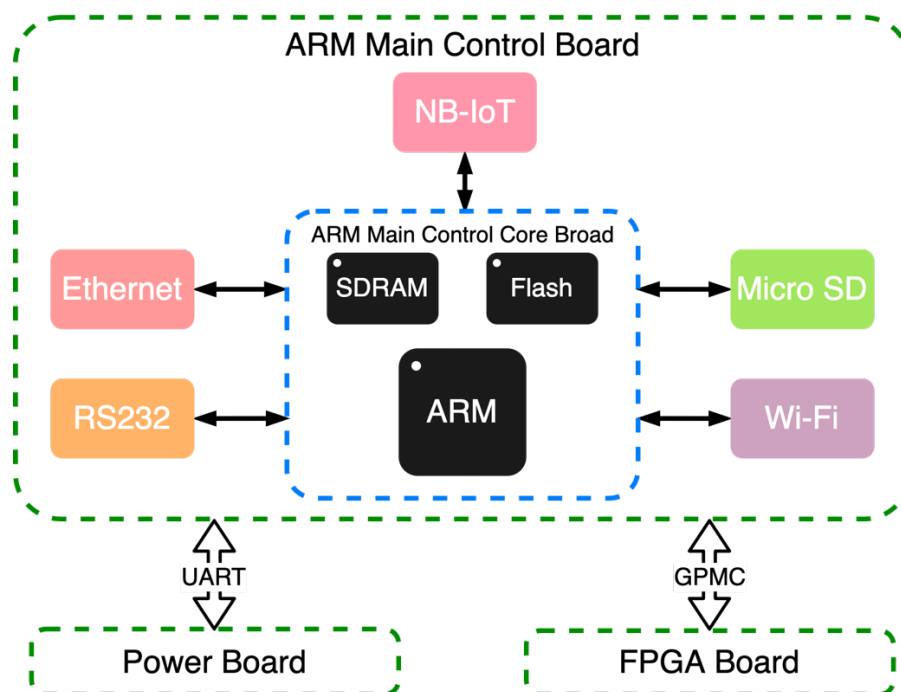 ARM Main Control Board
NB-IoT
ARM Main Control Core Broad
SDRAM
Flash
Ethernet
Micro SD
ARM
RS232
Wi-Fi
UART
GPMC
Power Board
FPGA Board